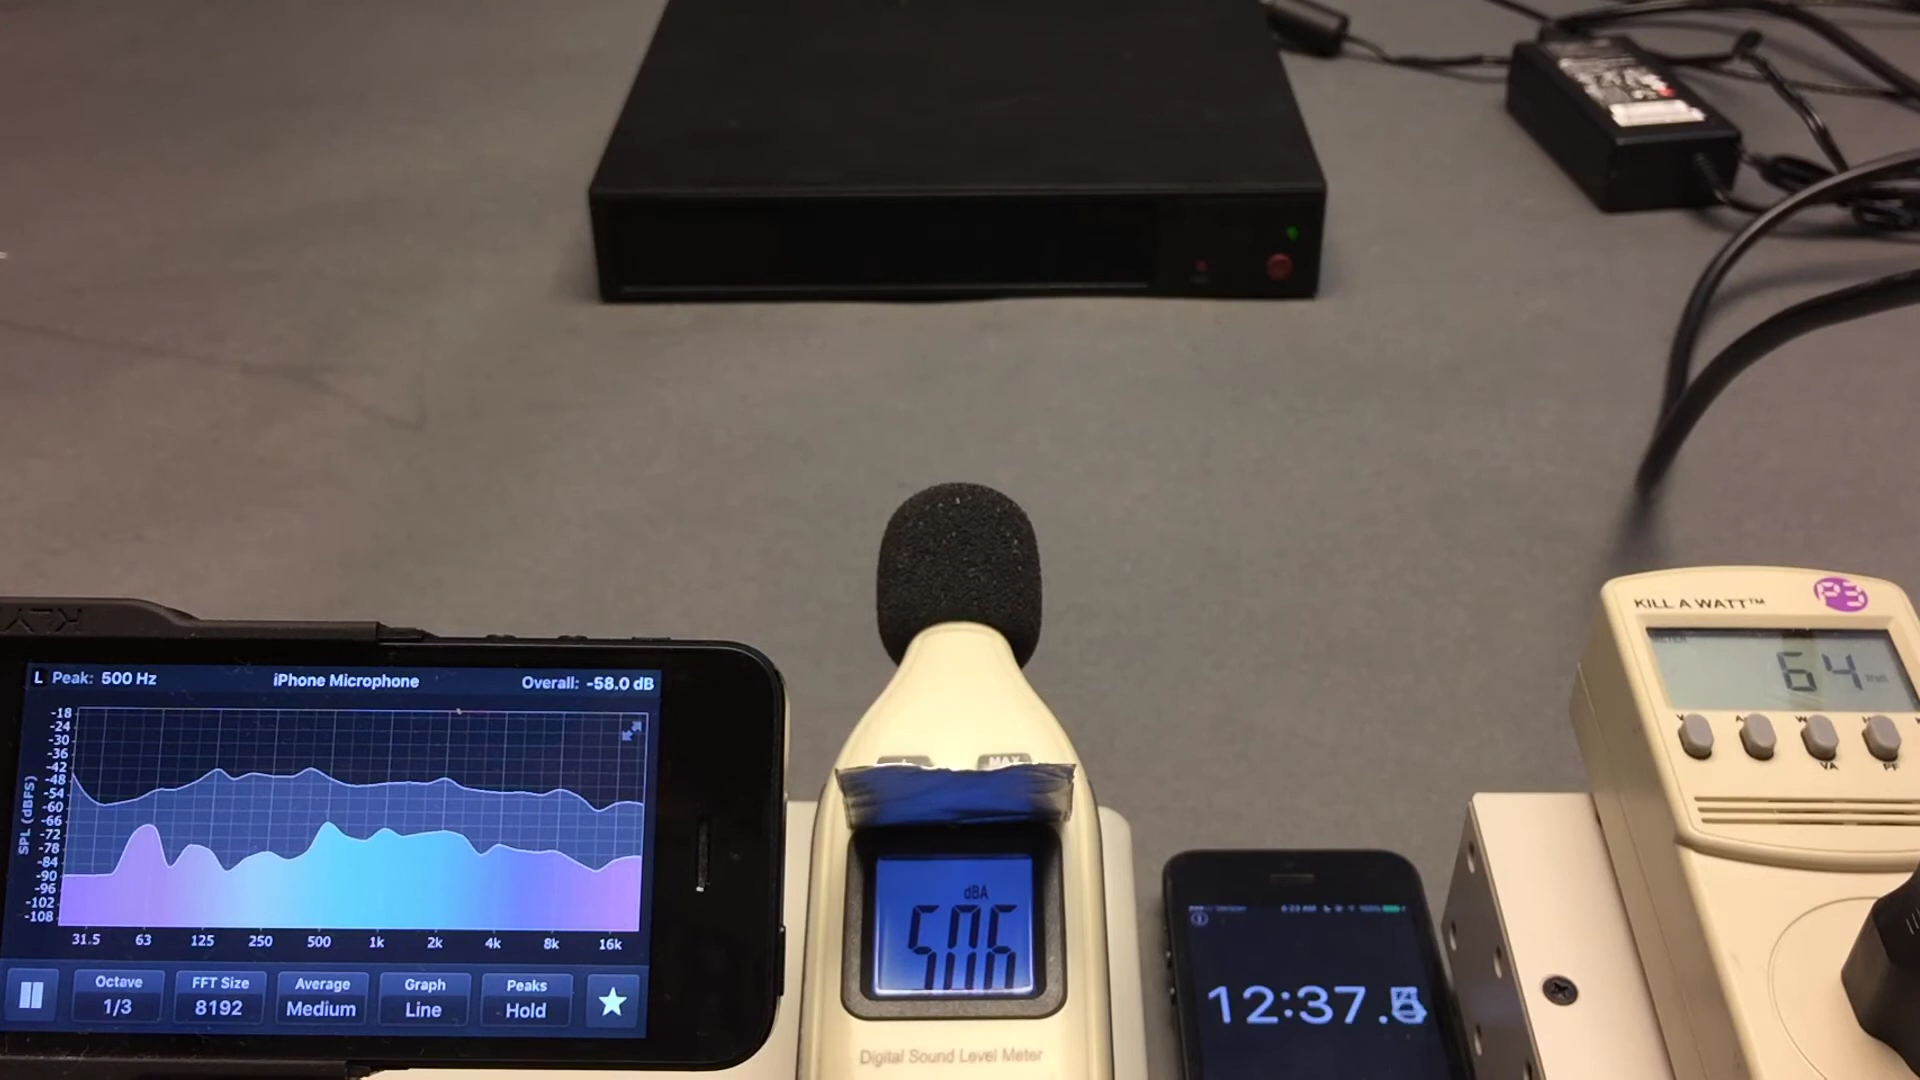 L Peak: 500 Hz
iPhone Microphone
Overall: -58.0 dB
SPL (dBFS)
-18
-24
-30
-36
-42
-48
-54
-60
-66
-72
-78
-84
-90
-96
-102
-108
31.5 63 125 250 500 1k 2k 4k 8k 16k
Octave
1/3
FFT Size
8192
Average
Medium
Graph
Line
Peaks
Hold
MAX
dBA
50.6
Digital Sound Level Meter
KILL A WATT™
P3
64
VA
PF